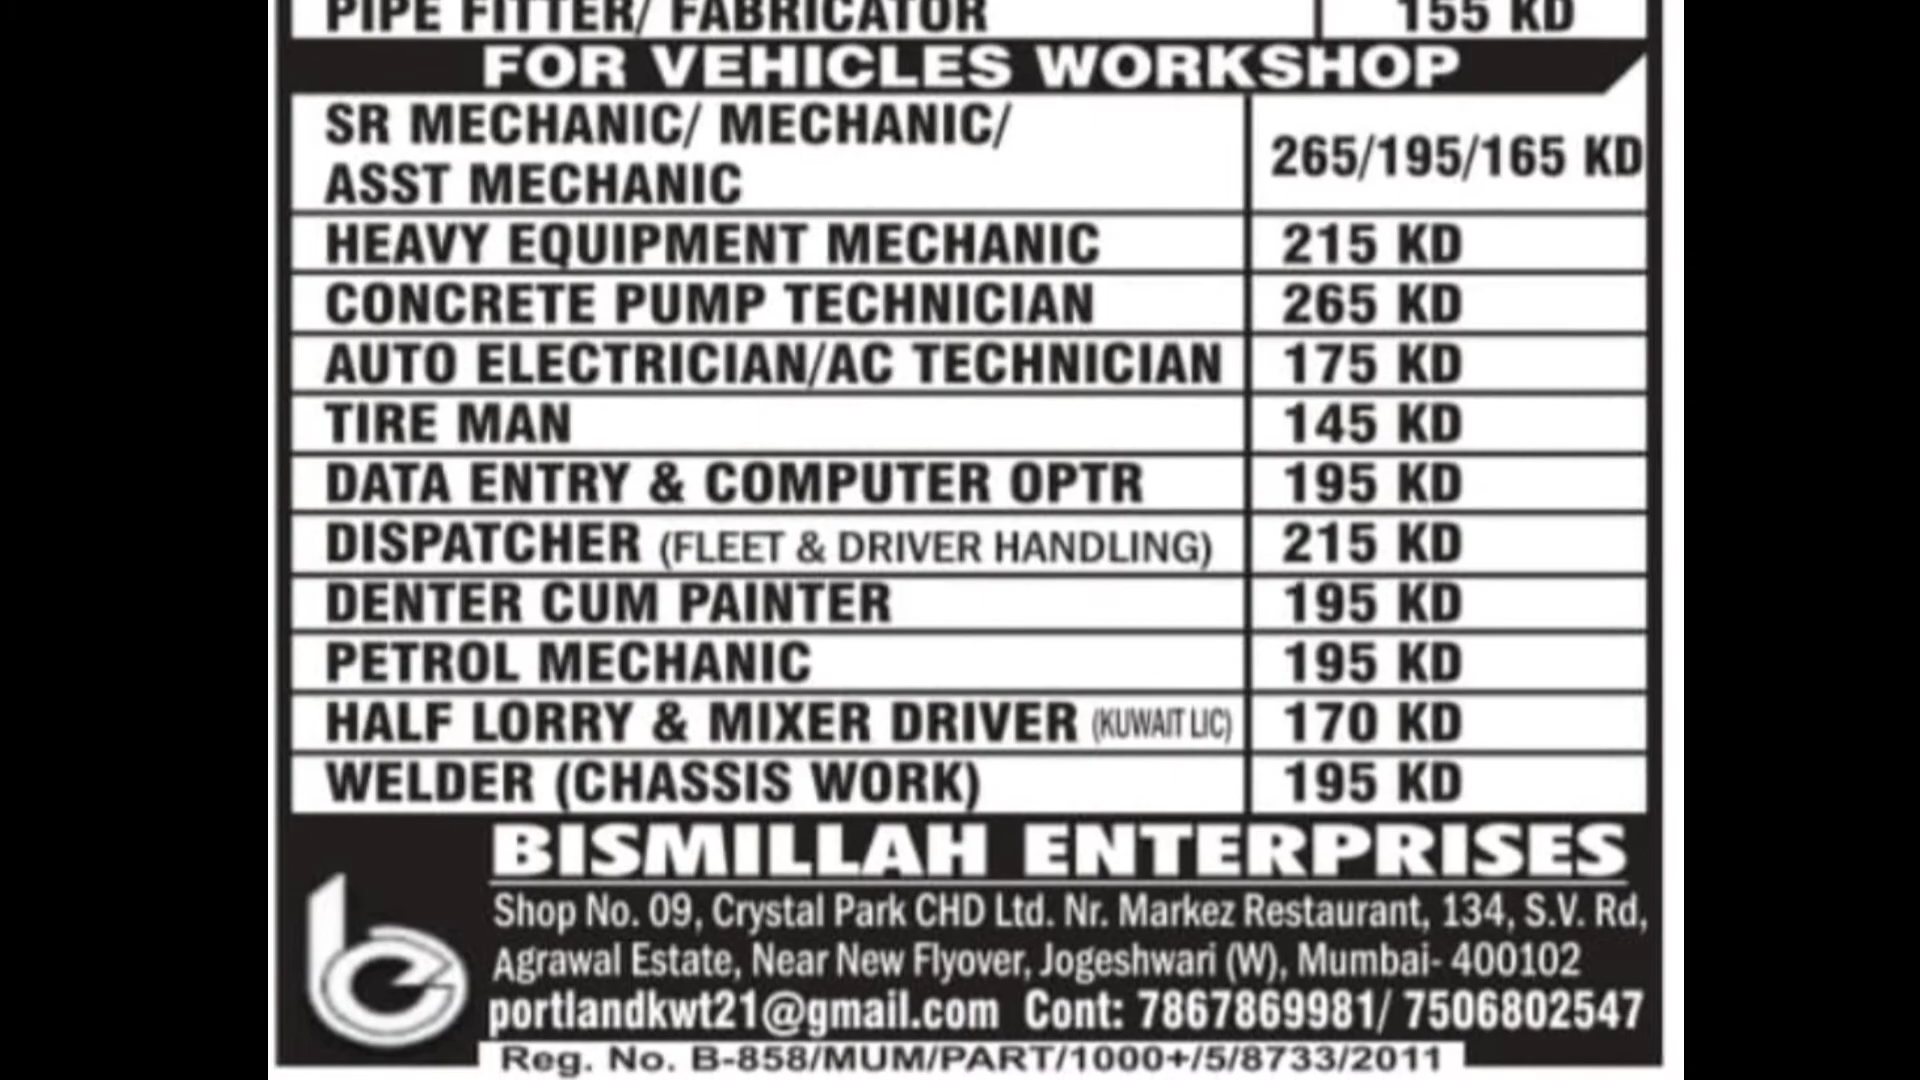 PIPE FITTER/ FABRICATOR 155 KD
FOR VEHICLES WORKSHOP
SR MECHANIC/ MECHANIC/
ASST MECHANIC 265/195/165 KD
HEAVY EQUIPMENT MECHANIC 215 KD
CONCRETE PUMP TECHNICIAN 265 KD
AUTO ELECTRICIAN/AC TECHNICIAN 175 KD
TIRE MAN 145 KD
DATA ENTRY & COMPUTER OPTR 195 KD
DISPATCHER (FLEET & DRIVER HANDLING) 215 KD
DENTER CUM PAINTER 195 KD
PETROL MECHANIC 195 KD
HALF LORRY & MIXER DRIVER (KUWAIT LIC) 170 KD
WELDER (CHASSIS WORK) 195 KD
BISMILLAH ENTERPRISES
Shop No. 09, Crystal Park CHD Ltd. Nr. Markez Restaurant, 134, S.V. Rd,
Agrawal Estate, Near New Flyover, Jogeshwari (W), Mumbai- 400102
portlandkwt21@gmail.com Cont: 7867869981/ 7506802547
Reg. No. B-858/MUM/PART/1000+/5/8733/2011